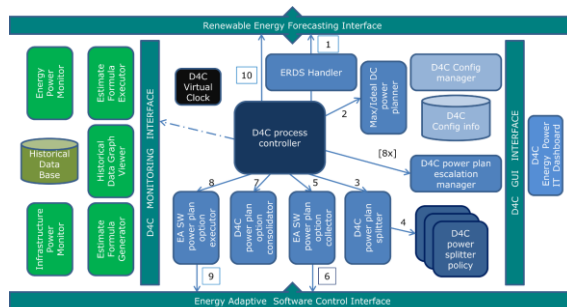 Renewable Energy Forecasting Interface
Energy
Power
Monitor
Estimate
Formula
Executor
Historical
Data Base
Historical
Data Graph
Viewer
Infrastructure
Power
Monitor
Estimate
Formula
Generator
D4C MONITORING INTERFACE
10
1
D4C
Virtual
Clock
ERDS Handler
2
Max/Ideal DC
power
planner
D4C Config
manager
D4C
Config info
D4C process
controller
[8x]
D4C power plan
escalation manager
8
7
5
3
EA SW
power plan
option
executor
D4C
power plan
option
consolidator
EA SW
power plan
option
collector
D4C
power plan
splitter
4
D4C
power
splitter
policy
9
6
D4C GUI INTERFACE
D4C
Energy Power
IT Dashboard
Energy Adaptive Software Control Interface